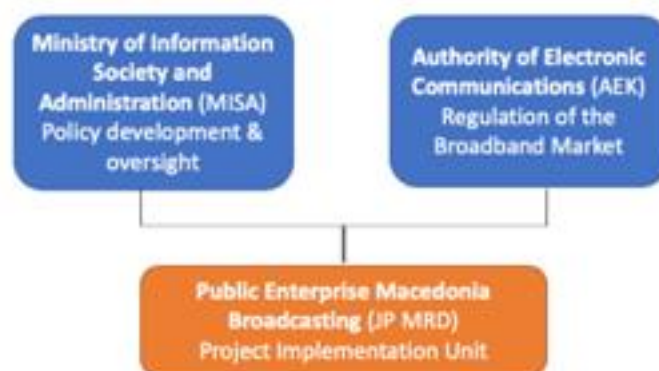 Ministry of Information
Society and
Administration (MISA)
Policy development &
oversight
Authority of Electronic
Communications (AEK)
Regulation of the
Broadband Market
Public Enterprise Macedonia
Broadcasting (JP MRD)
Project Implementation Unit